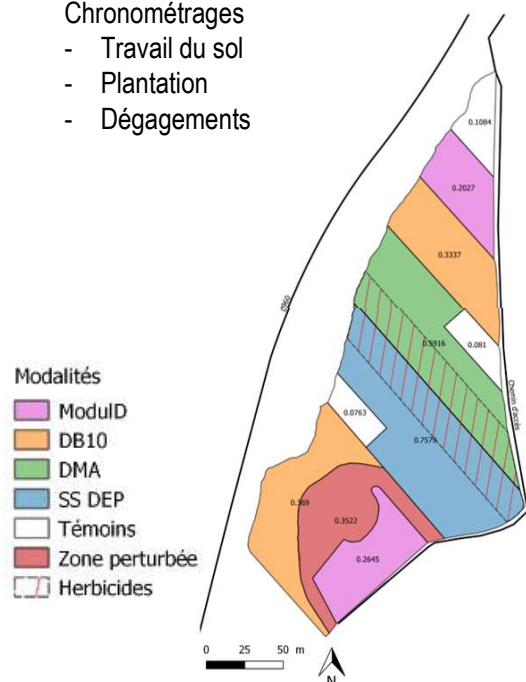 Chronométrages
- Travail du sol
- Plantation
- Dégagements
0.1084
0.2027
0.3337
0.5916
0.081
0.7579
0.0763
0.369
0.3522
0.2645
0960
Chemin d'accès
Modalités
ModulD
DB10
DMA
SS DEP
Témoins
Zone perturbée
Herbicides
0 25 50 m
N